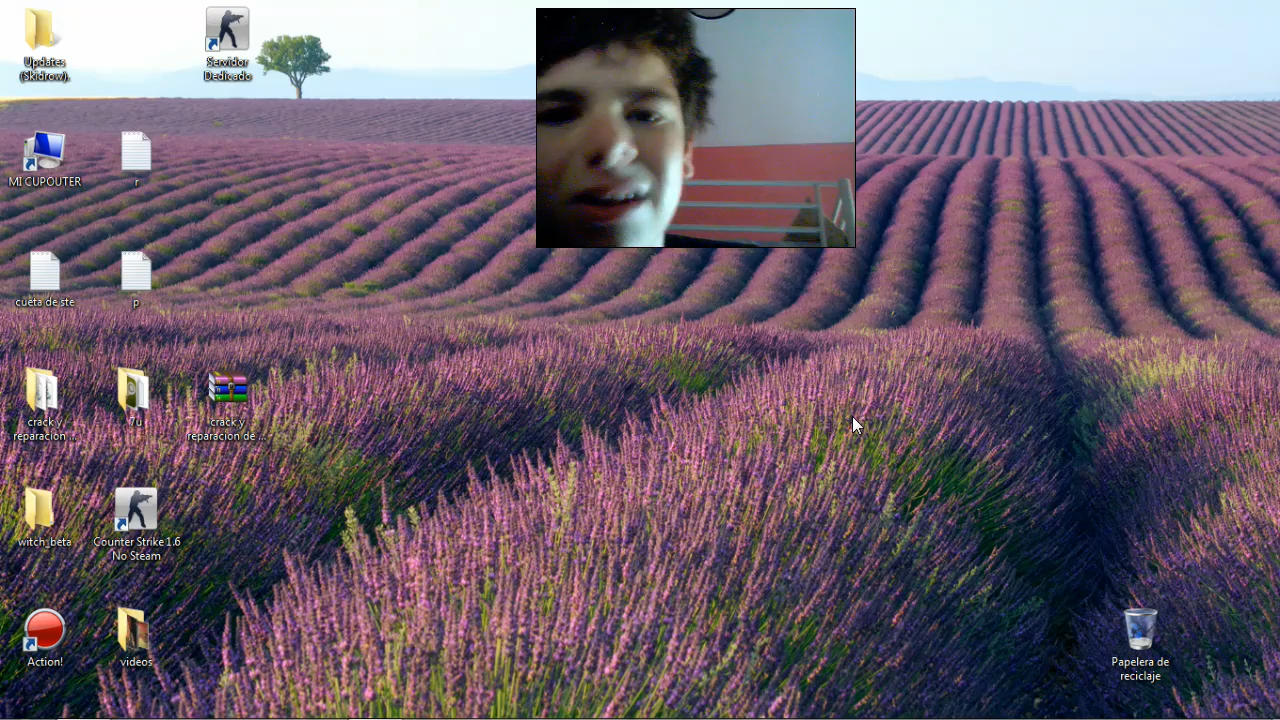 Updates
(Skidrow).
Servidor
Dedicado
MI CUPOUTER
r
cueta de ste
p
crack y
reparacion ...
7u
crack y
reparacion de ...
witch_beta
Counter Strike 1.6
No Steam
Action!
videos
Papelera de
reciclaje